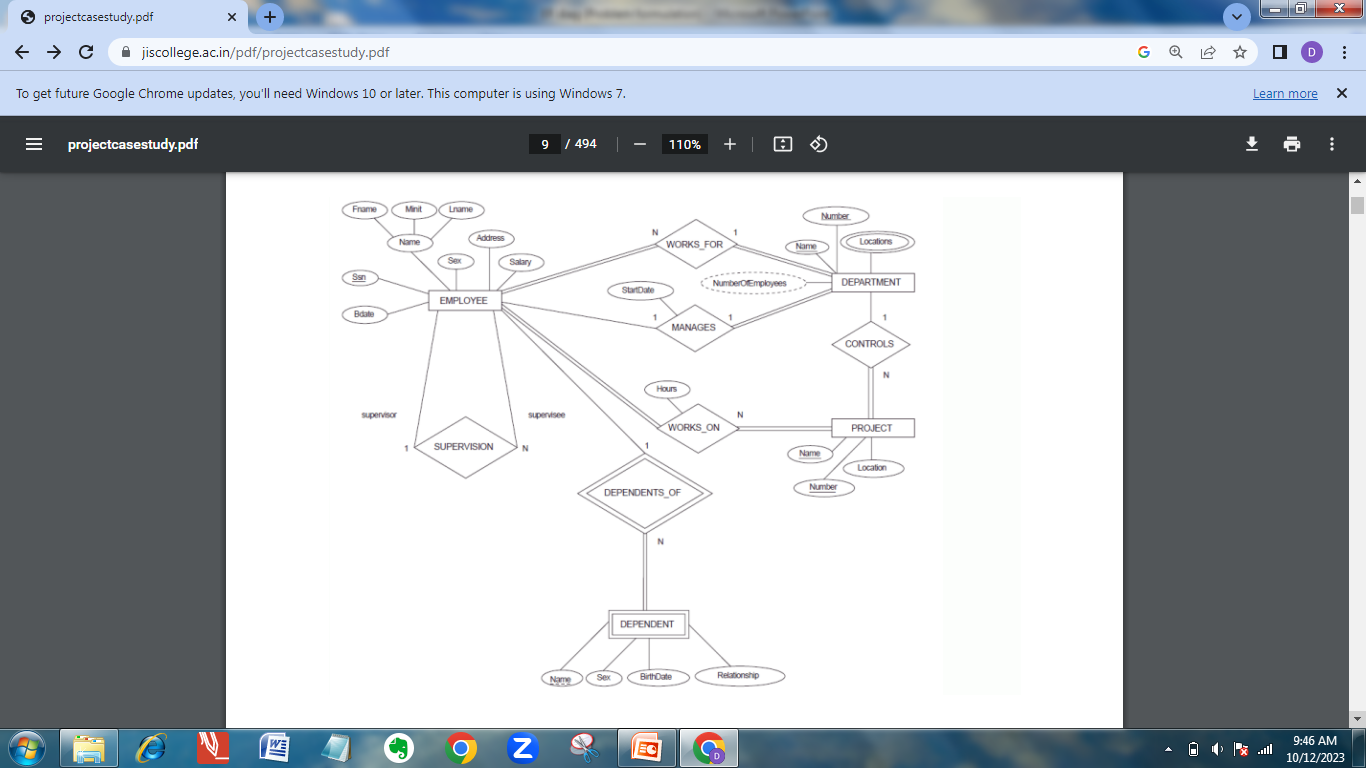 projectcasestudy.pdf
jiscollege.ac.in/pdf/projectcasestudy.pdf
D
To get future Google Chrome updates, you'll need Windows 10 or later. This computer is using Windows 7.
Learn more
projectcasestudy.pdf
9 / 494
110%
Fname
Minit
Lname
Name
Address
Sex
Salary
Ssn
Bdate
EMPLOYEE
N
WORKS_FOR
1
Number
Name
Locations
NumberOfEmployees
DEPARTMENT
StartDate
1
MANAGES
1
1
CONTROLS
N
supervisor
supervisee
1
SUPERVISION
N
Hours
WORKS_ON
N
PROJECT
Name
Location
Number
1
DEPENDENTS_OF
N
DEPENDENT
Name
Sex
BirthDate
Relationship
9:46 AM
10/12/2023